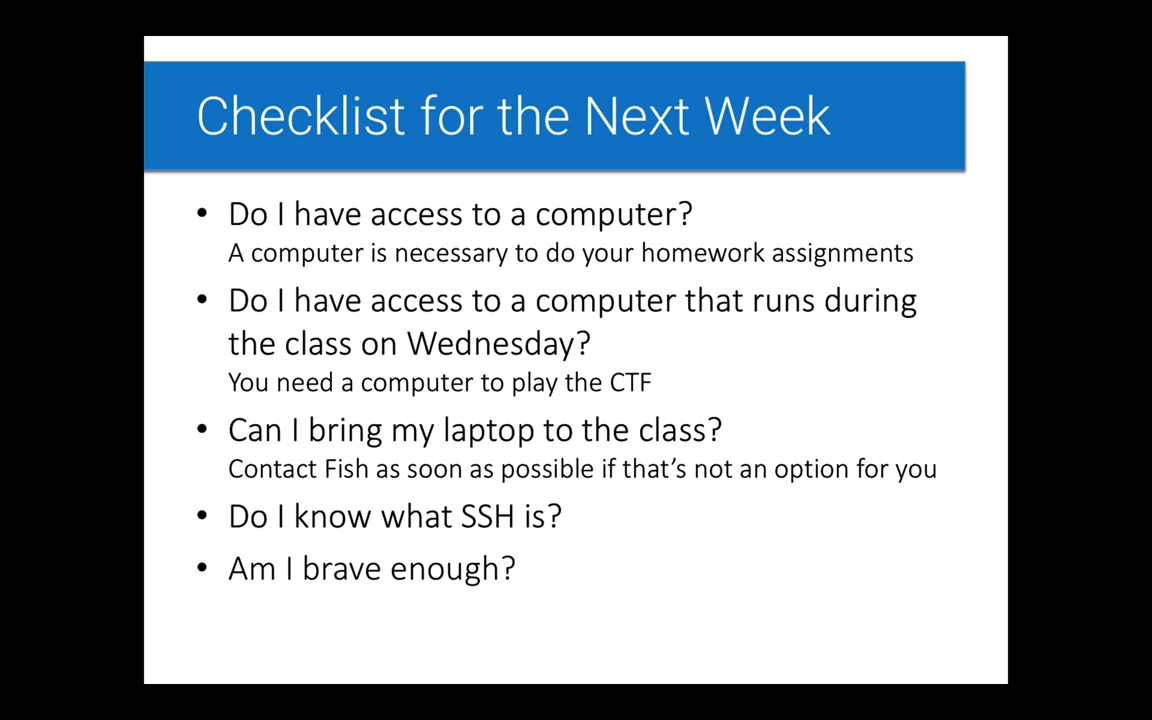 Checklist for the Next Week
• Do I have access to a computer?
A computer is necessary to do your homework assignments
• Do I have access to a computer that runs during
the class on Wednesday?
You need a computer to play the CTF
• Can I bring my laptop to the class?
Contact Fish as soon as possible if that's not an option for you
• Do I know what SSH is?
• Am I brave enough?